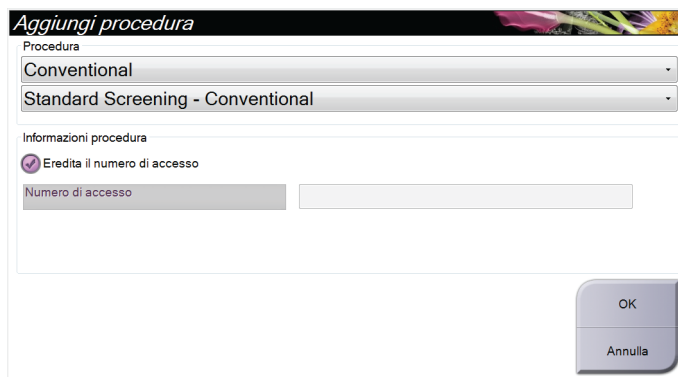 Aggiungi procedura
Procedura
Conventional
Standard Screening - Conventional
Informazioni procedura
Eredita il numero di accesso
Numero di accesso
OK
Annulla